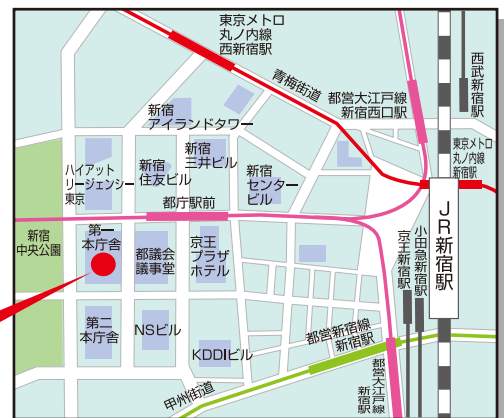 東京メトロ
丸ノ内線
西新宿駅
青梅街道
都営大江戸線
新宿西口駅
西武新宿駅
新宿
アイランドタワー
新宿
三井ビル
新宿
住友ビル
ハイアット
リージェンシー
東京
新宿
センター
ビル
東京メトロ
丸ノ内線
新宿駅
都庁駅前
新宿
中央公園
第一
本庁舎
都議会
議事堂
京王
プラザ
ホテル
JR新宿駅
小田急新宿駅
京王新宿駅
第二
本庁舎
NSビル
KDDIビル
都営新宿線
新宿駅
甲州街道
都営大江戸線
新宿駅